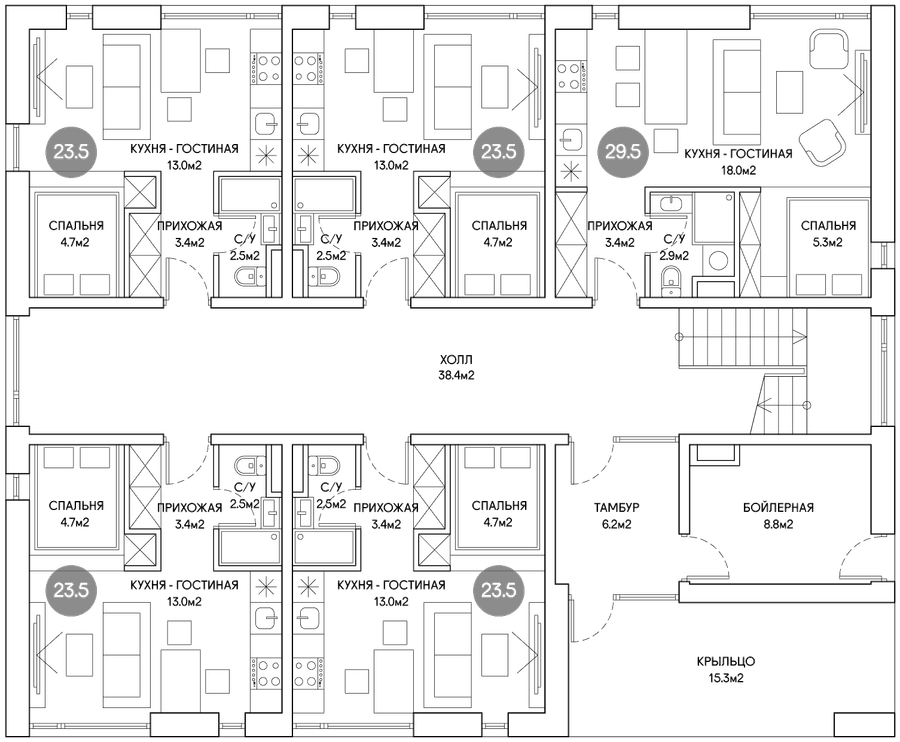 23.5
КУХНЯ - ГОСТИНАЯ
13.0м2
СПАЛЬНЯ
4.7м2
ПРИХОЖАЯ
3.4м2
С/У
2.5м2
КУХНЯ - ГОСТИНАЯ
13.0м2
23.5
С/У
2.5м2
ПРИХОЖАЯ
3.4м2
СПАЛЬНЯ
4.7м2
29.5
КУХНЯ - ГОСТИНАЯ
18.0м2
ПРИХОЖАЯ
3.4м2
С/У
2.9м2
СПАЛЬНЯ
5.3м2
ХОЛЛ
38.4м2
СПАЛЬНЯ
4.7м2
ПРИХОЖАЯ
3.4м2
С/У
2.5м2
23.5
КУХНЯ - ГОСТИНАЯ
13.0м2
С/У
2.5м2
ПРИХОЖАЯ
3.4м2
СПАЛЬНЯ
4.7м2
КУХНЯ - ГОСТИНАЯ
13.0м2
23.5
ТАМБУР
6.2м2
БОЙЛЕРНАЯ
8.8м2
КРЫЛЬЦО
15.3м2